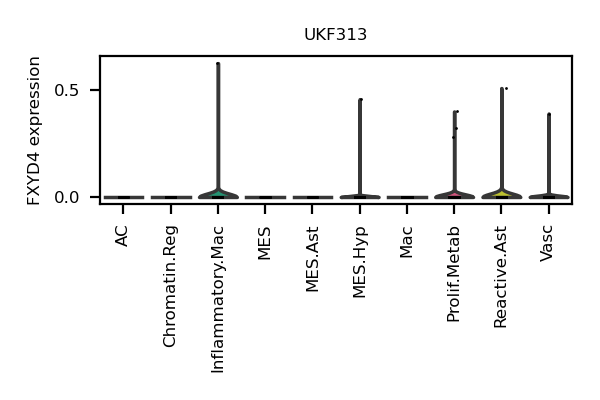 UKF313
FXYD4 expression
0.5
0.0
AC
Chromatin.Reg
Inflammatory.Mac
MES
MES.Ast
MES.Hyp
Mac
Prolif.Metab
Reactive.Ast
Vasc